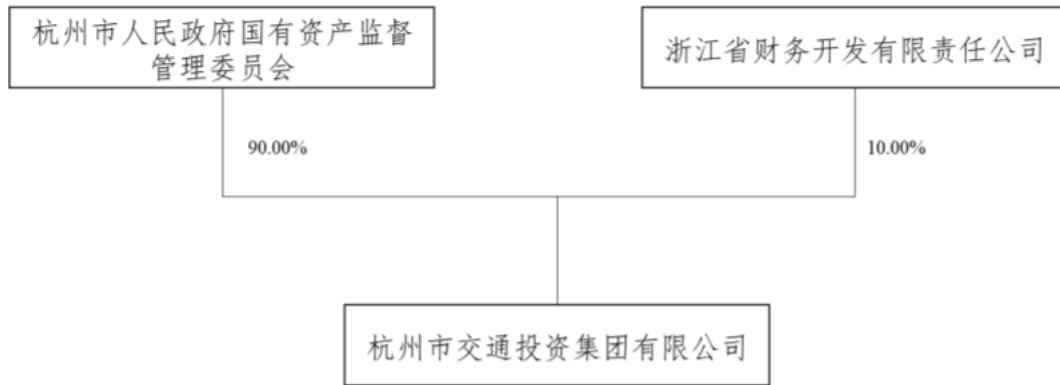 杭州市人民政府国有资产监督
管理委员会
浙江省财务开发有限责任公司
90.00%
10.00%
杭州市交通投资集团有限公司